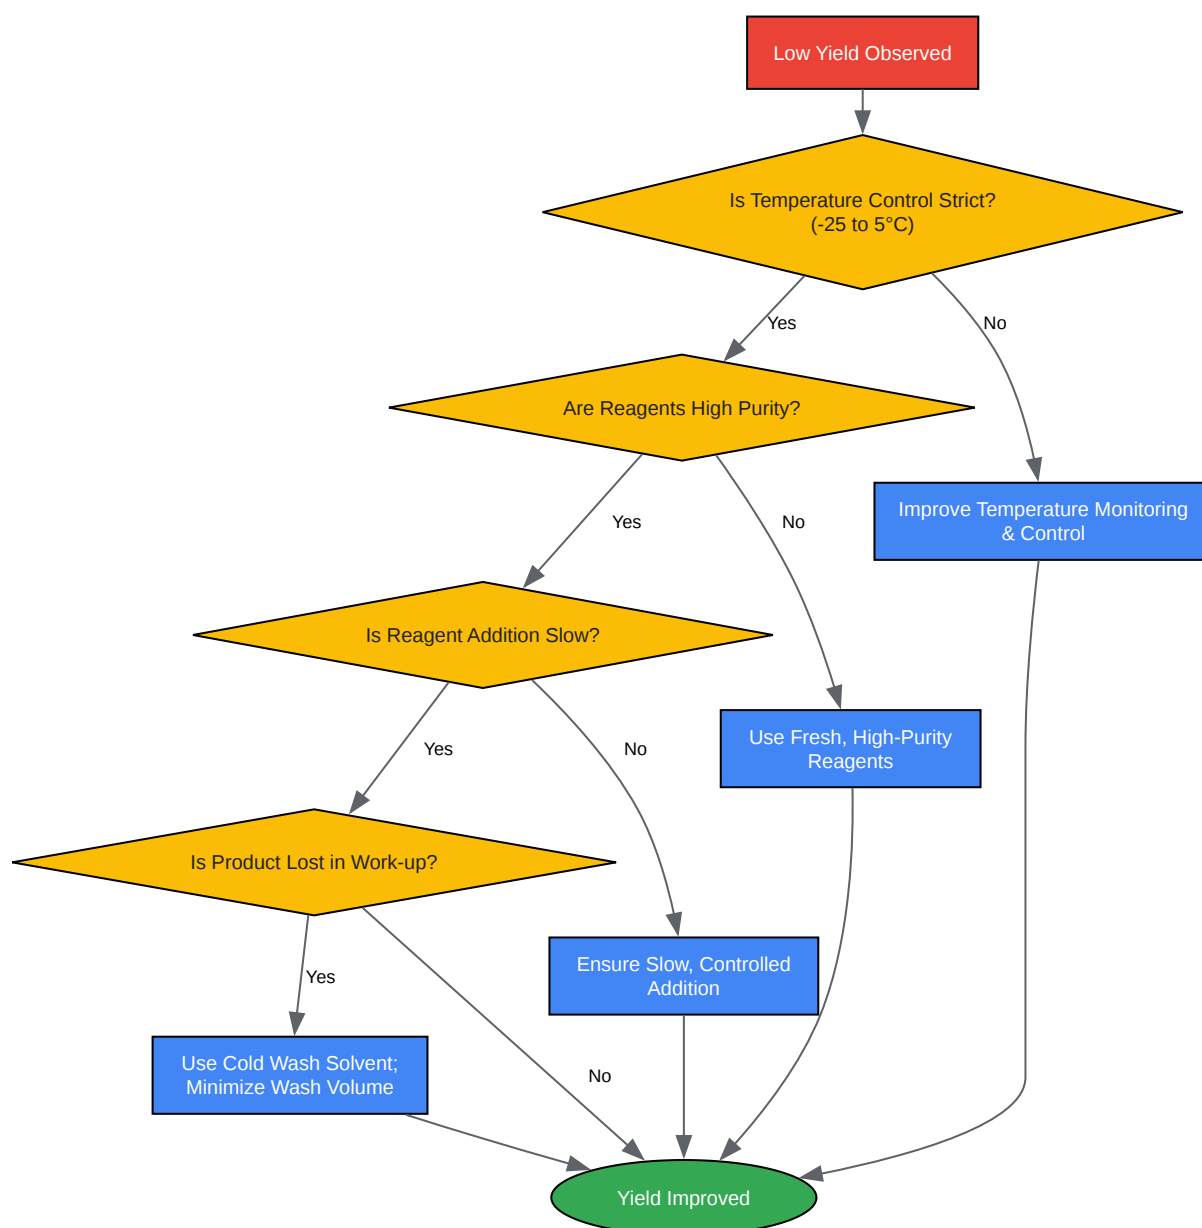 Low Yield Observed
Is Temperature Control Strict?
(-25 to 5°C)
Yes
No
Are Reagents High Purity?
Improve Temperature Monitoring
& Control
Yes
No
Is Reagent Addition Slow?
Use Fresh, High-Purity
Reagents
Yes
No
Is Product Lost in Work-up?
Ensure Slow, Controlled
Addition
Yes
Use Cold Wash Solvent;
Minimize Wash Volume
No
Yield Improved